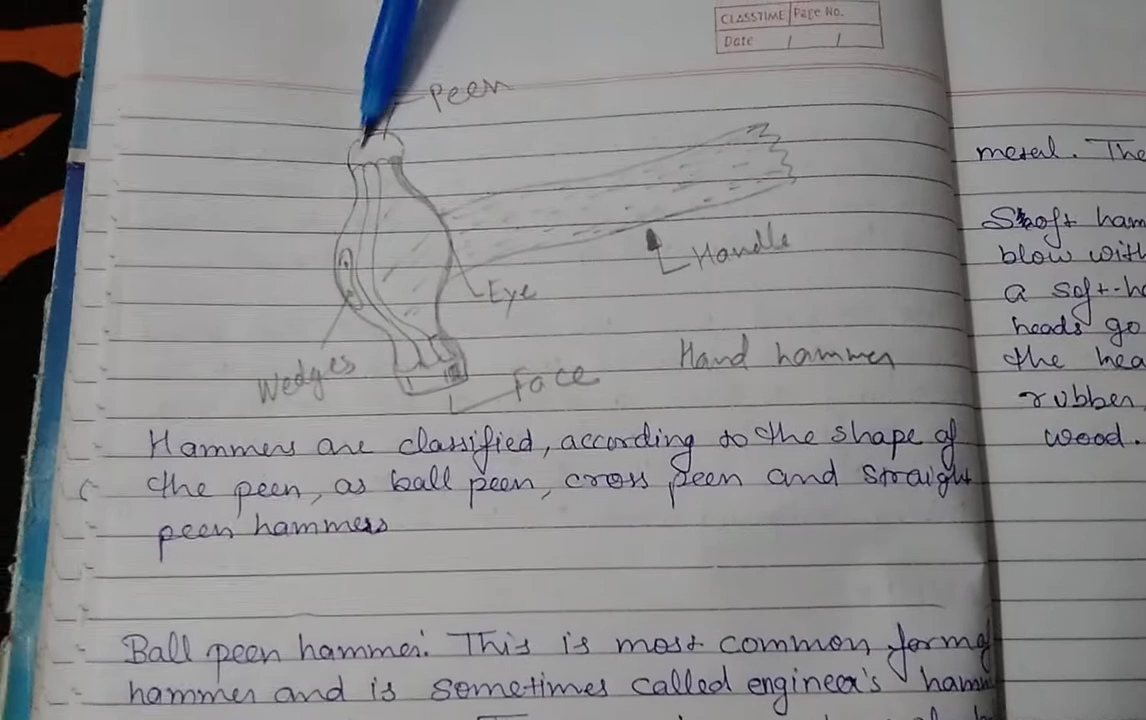 CLASSTIME Page No.
Date / /
Peen
Handle
Eye
Wedges
Face
Hand hammer
Hammers are classified, according to the shape of
the peen, as ball peen, cross peen and straight
peen hammers
Ball peen hammer: This is most common form of
hammer and is sometimes called engineer's hamm
metal. The
Soft ham
blow with
a soft-h
heads go
the hea
rubber
wood.